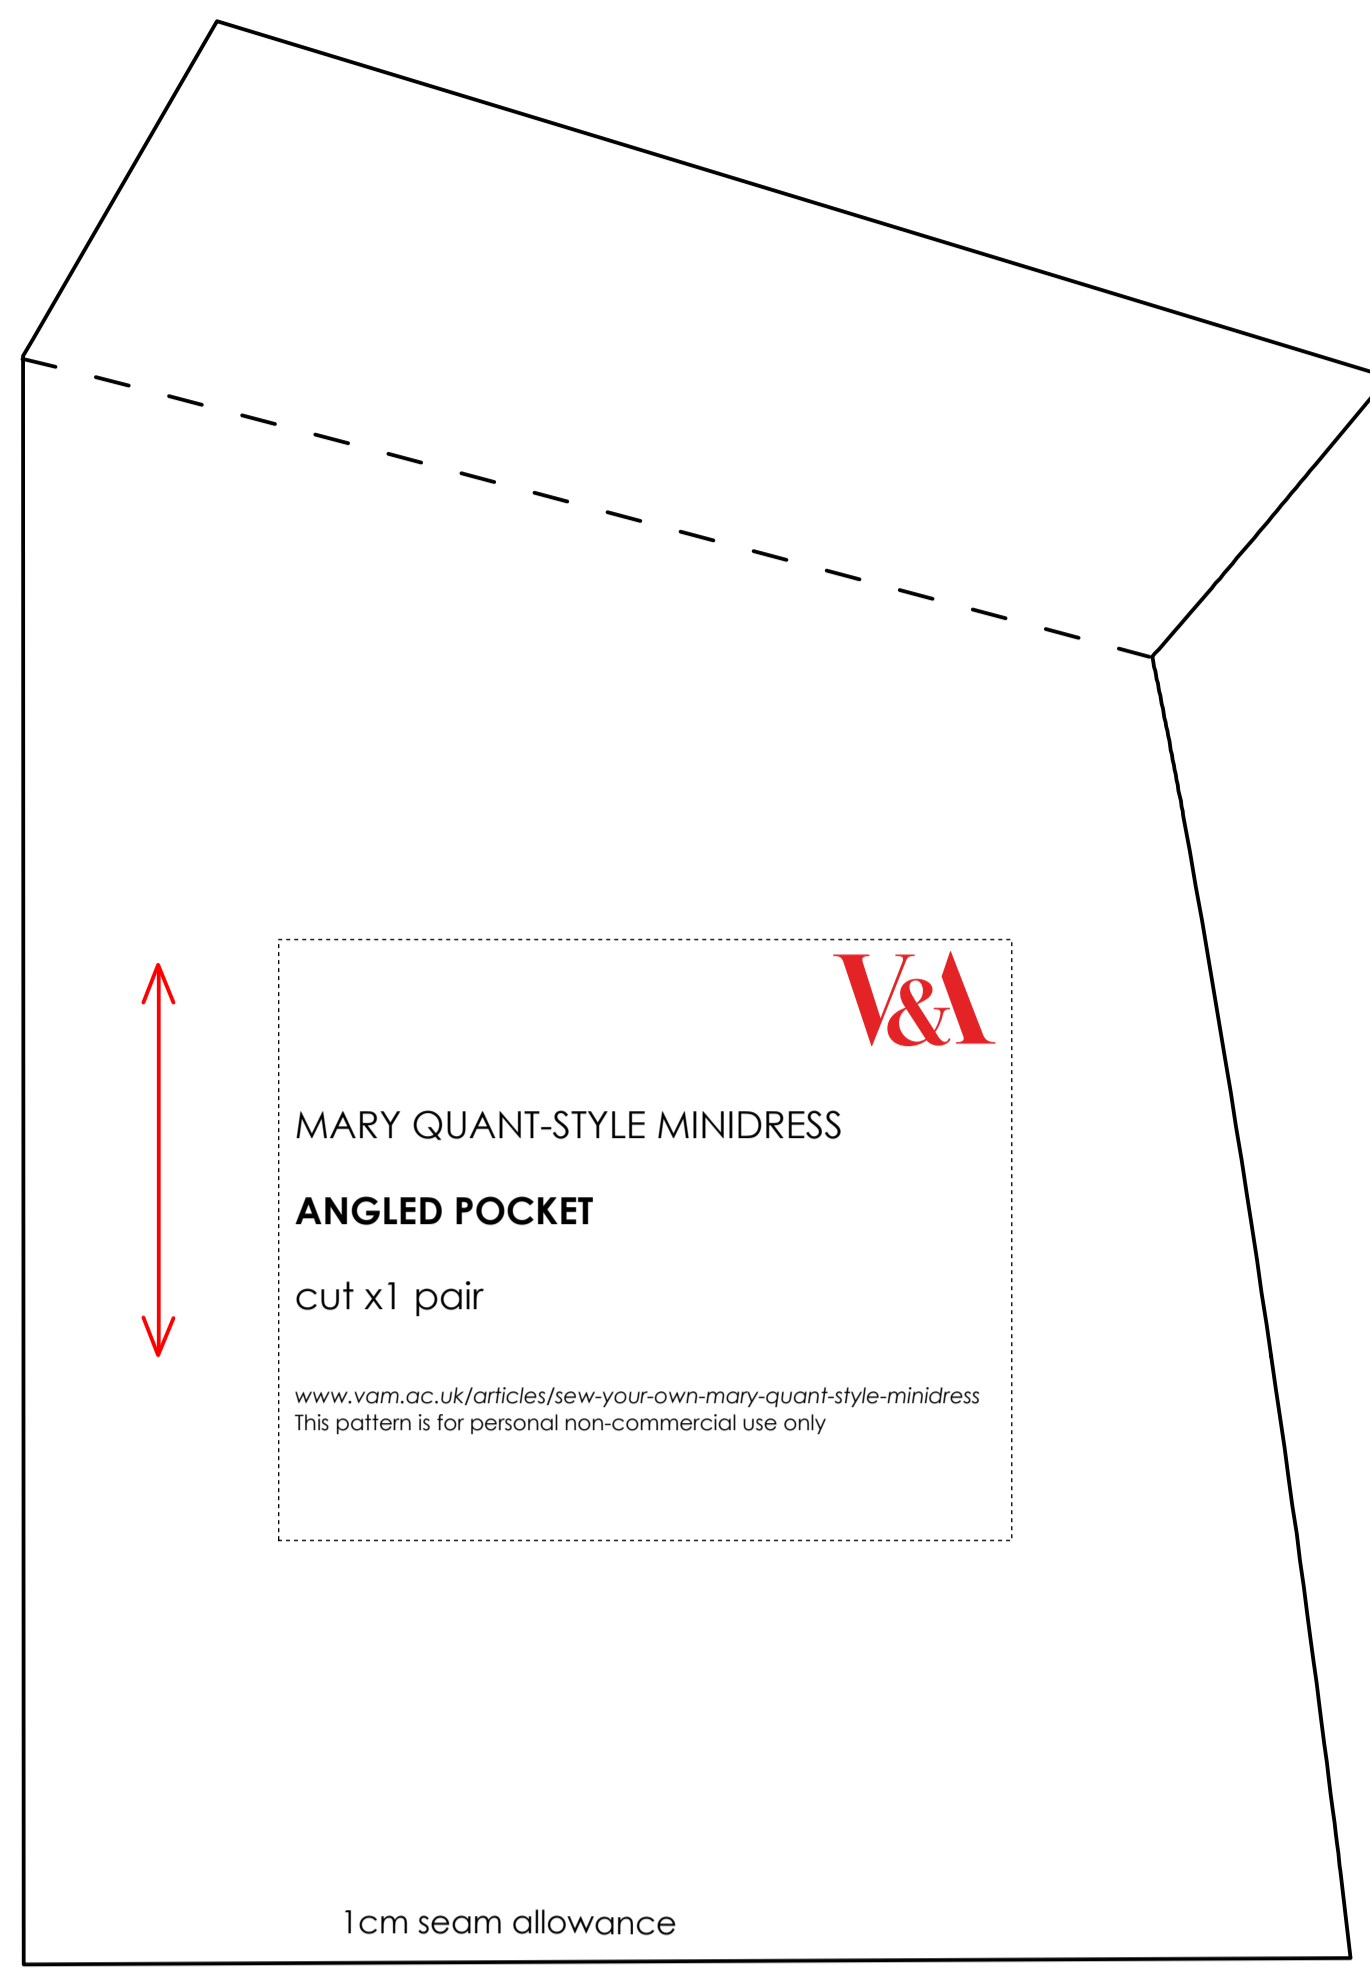 V&A
MARY QUANT-STYLE MINIDRESS
ANGLED POCKET
cut x1 pair
www.vam.ac.uk/articles/sew-your-own-mary-quant-style-minidress
This pattern is for personal non-commercial use only
1cm seam allowance